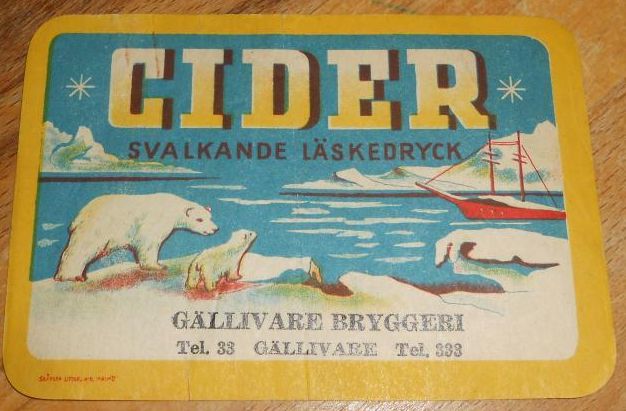 CIDER
SVALKANDE LÄSKEDRYCK
GÄLLIVARE BRYGGERI
Tel. 33 GÄLLIVARE Tel. 333